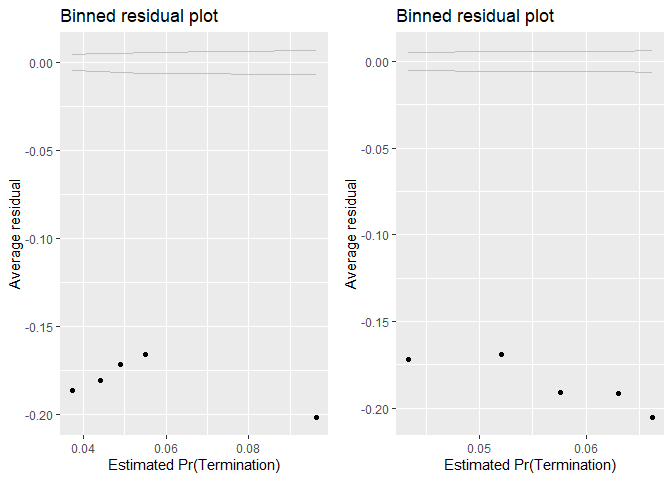 Binned residual plot
Average residual
0.00
-0.05
-0.10
-0.15
-0.20
0.04
0.06
0.08
Estimated Pr(Termination)
Binned residual plot
Average residual
0.00
-0.05
-0.10
-0.15
-0.20
0.05
0.06
Estimated Pr(Termination)